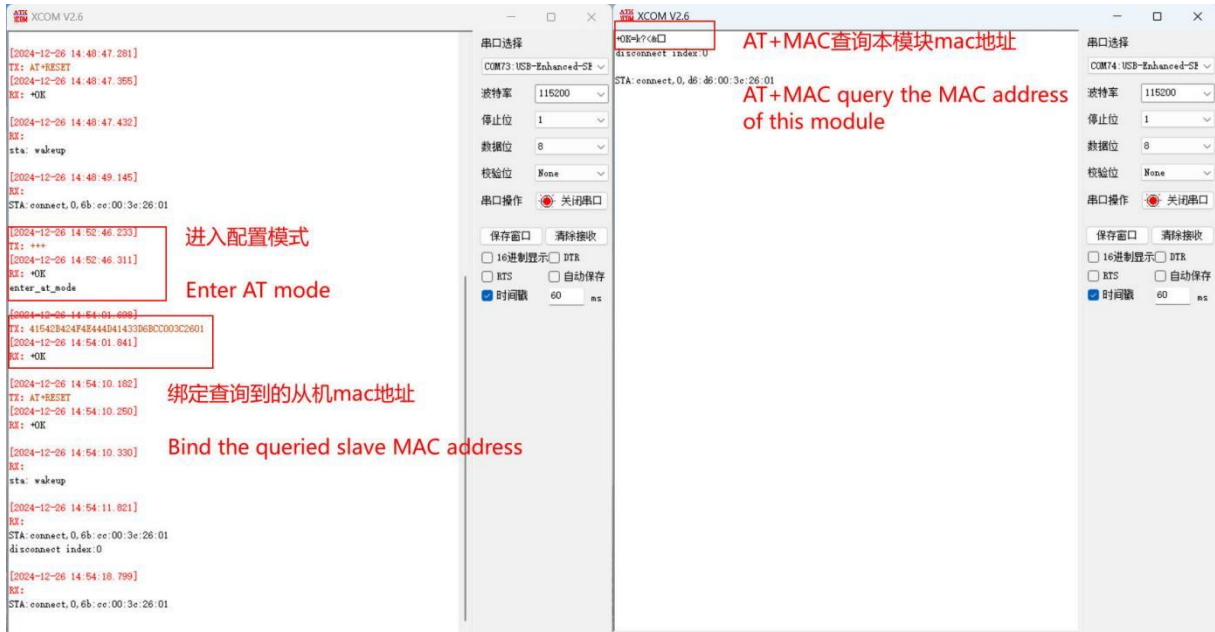 XCOM V2.6
[2024-12-26 14:48:47.281]
TX: AT+RESET
[2024-12-26 14:48:47.355]
RX: +OK
[2024-12-26 14:48:47.432]
RX:
sta: wakeup
[2024-12-26 14:48:49.145]
RX:
STA:connect,0,6b:cc:00:3c:26:01
[2024-12-26 14:52:46.233]
TX: +++
[2024-12-26 14:52:46.311]
RX: +OK
enter_at_mode
进入配置模式
Enter AT mode
[2024-12-26 14:54:01.698]
TX: 41542B424F4E444D41433D6BCC003C2601
[2024-12-26 14:54:01.841]
RX: +OK
[2024-12-26 14:54:10.182]
TX: AT+RESET
[2024-12-26 14:54:10.250]
RX: +OK
绑定查询到的从机mac地址
Bind the queried slave MAC address
[2024-12-26 14:54:10.330]
RX:
sta: wakeup
[2024-12-26 14:54:11.821]
RX:
STA:connect,0,6b:cc:00:3c:26:01
disconnect index:0
[2024-12-26 14:54:18.799]
RX:
STA:connect,0,6b:cc:00:3c:26:01
串口选择
COM73:USB-Enhanced-SE
波特率 115200
停止位 1
数据位 8
校验位 None
串口操作 关闭串口
保存窗口 清除接收
16进制显示 DTR
RTS 自动保存
时间戳 60 ms
XCOM V2.6
+OK=k?<&□
disconnect index:0
STA:connect,0,d6:d6:00:3c:26:01
AT+MAC查询本模块mac地址
AT+MAC query the MAC address
of this module
串口选择
COM74:USB-Enhanced-SE
波特率 115200
停止位 1
数据位 8
校验位 None
串口操作 关闭串口
保存窗口 清除接收
16进制显示 DTR
RTS 自动保存
时间戳 60 ms